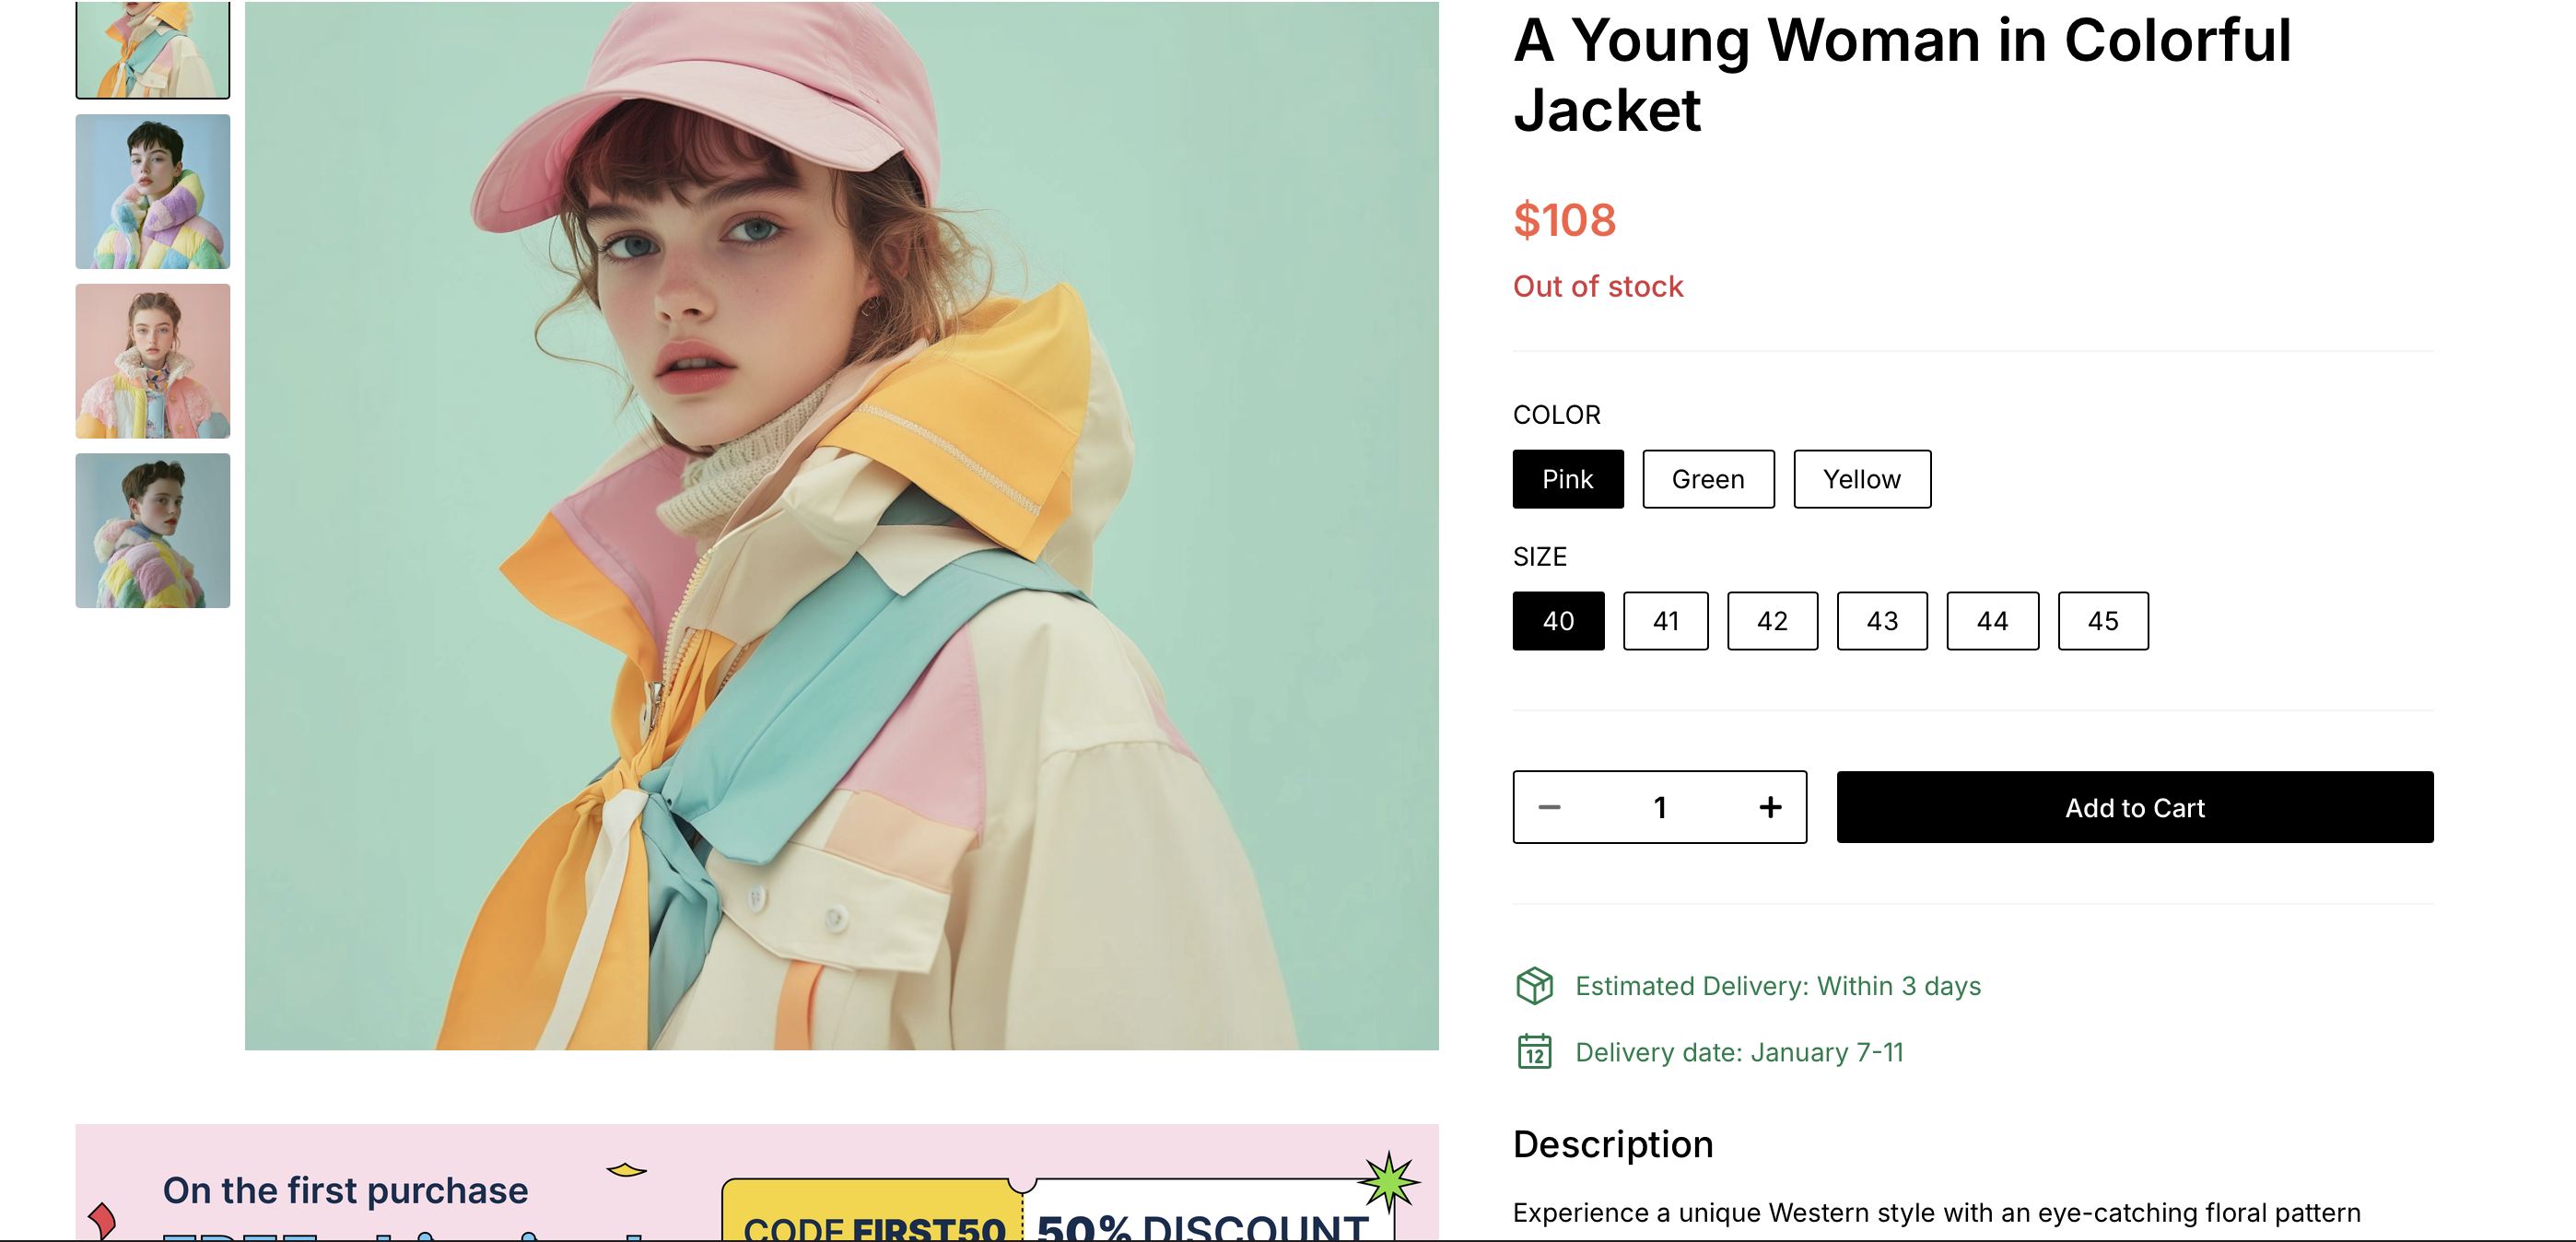 A Young Woman in Colorful
Jacket
$108
Out of stock
COLOR
Pink Green Yellow
SIZE
40 41 42 43 44 45
1
Add to Cart
Estimated Delivery: Within 3 days
12
Delivery date: January 7-11
Description
Experience a unique Western style with an eye-catching floral pattern
On the first purchase
CODE FIRST50
50% DISCOUNT